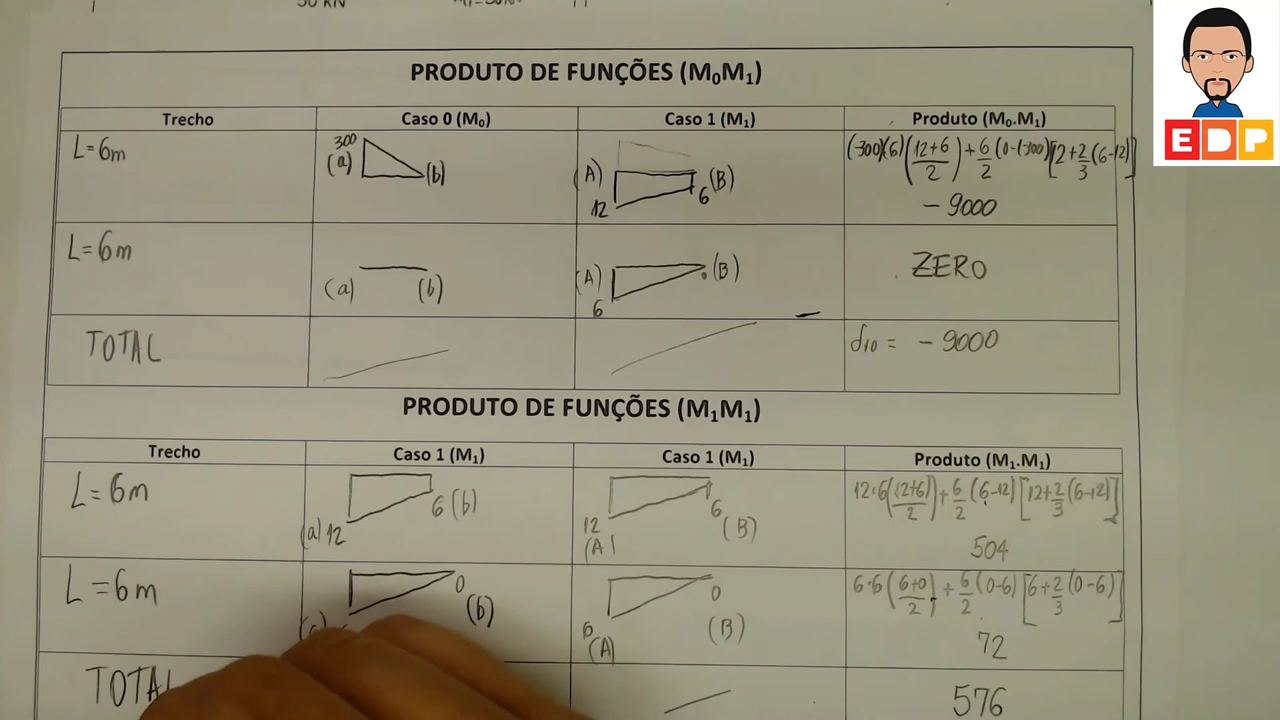 50 kN
PRODUTO DE FUNÇÕES (M₀M₁)
Trecho Caso 0 (M₀) Caso 1 (M₁) Produto (M₀.M₁)
L=6m
300
(a)
(b)
A)
12
6
(B)
(-300)(6)(12+6/2)+6/2(0-(-300)[12+2/3(6-12)]
-9000
L=6m
(a)
(b)
(A)
6
(B)
ZERO
TOTAL
δ10 = -9000
PRODUTO DE FUNÇÕES (M₁M₁)
Trecho Caso 1 (M₁) Caso 1 (M₁) Produto (M₁.M₁)
L=6m
(a) 12
6 (b)
12
(A)
6
(B)
12·6(12+6/2)+6/2(6-12)[12+2/3(6-12)]
504
L=6m
0
(b)
6
(A)
0
(B)
6·6(6+0/2)+6/2(0-6)[6+2/3(0-6)]
72
TOTAL
576
EDP